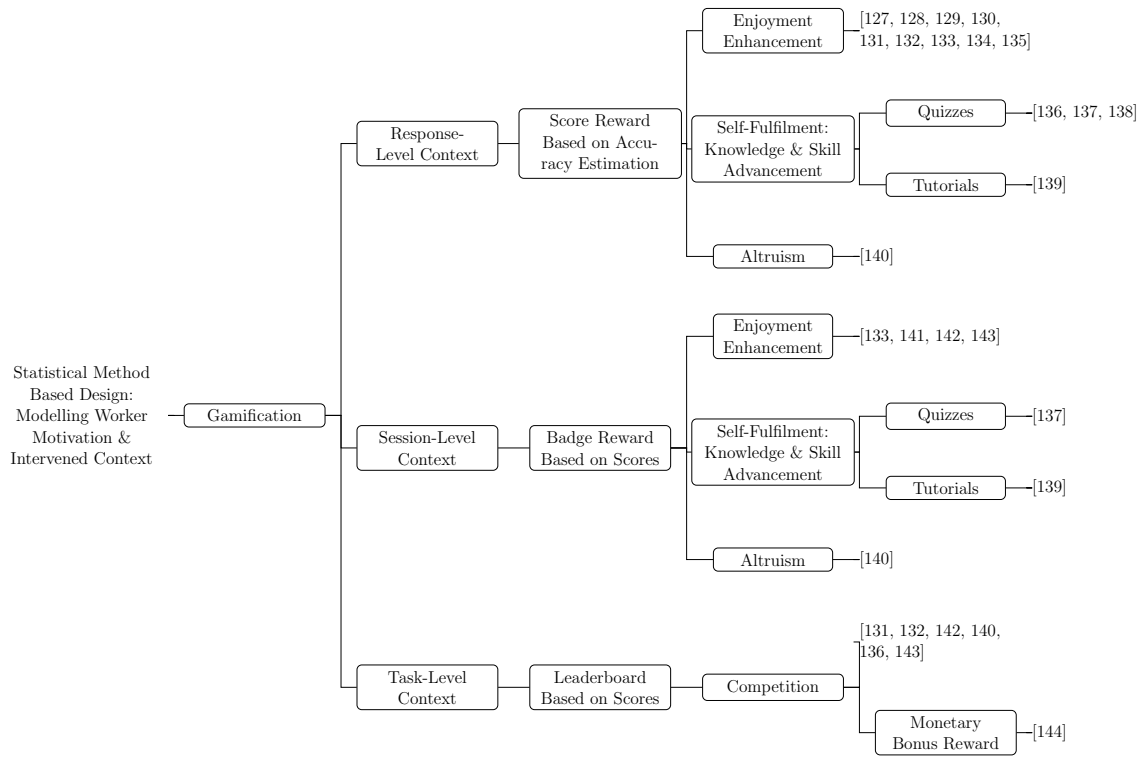 Statistical Method
Based Design:
Modelling Worker
Motivation &
Intervened Context
Gamification
Response-
Level Context
Score Reward
Based on Accu-
racy Estimation
Enjoyment
Enhancement
[127, 128, 129, 130,
131, 132, 133, 134, 135]
Self-Fulfilment:
Knowledge & Skill
Advancement
Quizzes
[136, 137, 138]
Tutorials
[139]
Altruism
[140]
Session-Level
Context
Badge Reward
Based on Scores
Enjoyment
Enhancement
[133, 141, 142, 143]
Self-Fulfilment:
Knowledge & Skill
Advancement
Quizzes
[137]
Tutorials
[139]
Altruism
[140]
Task-Level
Context
Leaderboard
Based on Scores
Competition
[131, 132, 142, 140,
136, 143]
Monetary
Bonus Reward
[144]